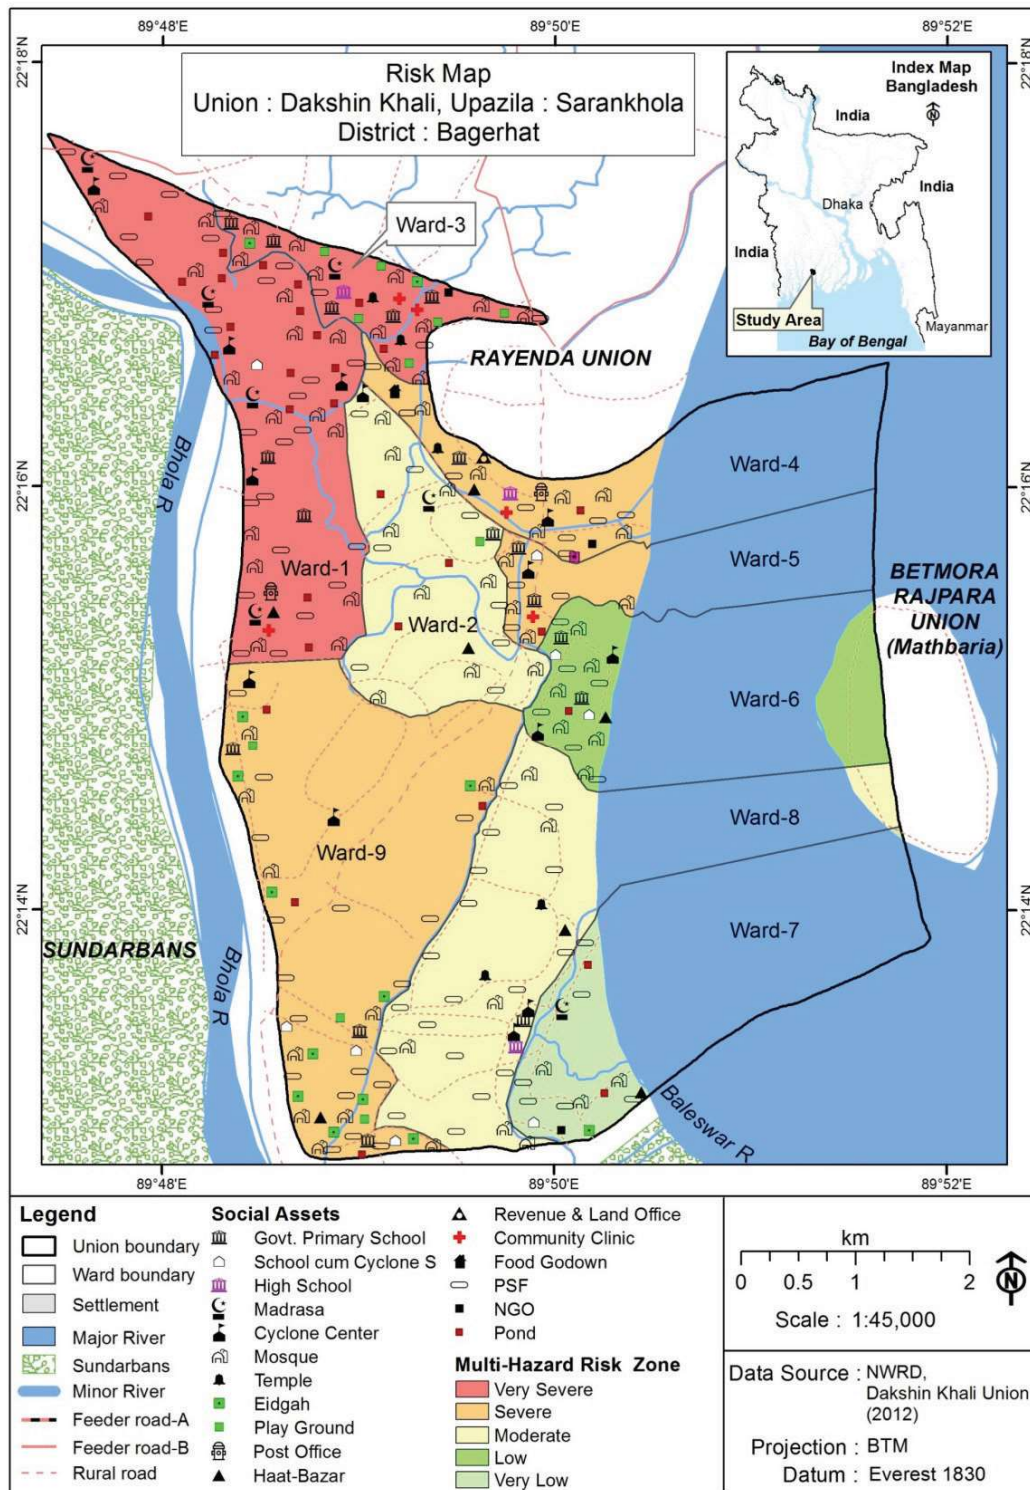 89°48'E
89°50'E
89°52'E
22°18'N
22°18'N
Risk Map
Union : Dakshin Khali, Upazila : Sarankhola
District : Bagerhat
Index Map
Bangladesh
N
India
India
Dhaka
India
Study Area
Mayanmar
Bay of Bengal
Ward-3
RAYENDA UNION
Bhola R
22°16'N
22°16'N
Ward-4
Ward-5
Ward-1
BETMORA
RAJPARA
UNION
(Mathbaria)
Ward-2
Ward-6
Ward-8
Ward-9
22°14'N
22°14'N
Ward-7
SUNDARBANS
Bhola R
Baleswar R
89°48'E
89°50'E
89°52'E
Legend
Union boundary
Ward boundary
Settlement
Major River
Sundarbans
Minor River
Feeder road-A
Feeder road-B
Rural road
Social Assets
Govt. Primary School
School cum Cyclone S
High School
Madrasa
Cyclone Center
Mosque
Temple
Eidgah
Play Ground
Post Office
Haat-Bazar
Revenue & Land Office
Community Clinic
Food Godown
PSF
NGO
Pond
Multi-Hazard Risk Zone
Very Severe
Severe
Moderate
Low
Very Low
km
0 0.5 1 2
N
Scale : 1:45,000
Data Source : NWRD,
Dakshin Khali Union
(2012)
Projection : BTM
Datum : Everest 1830